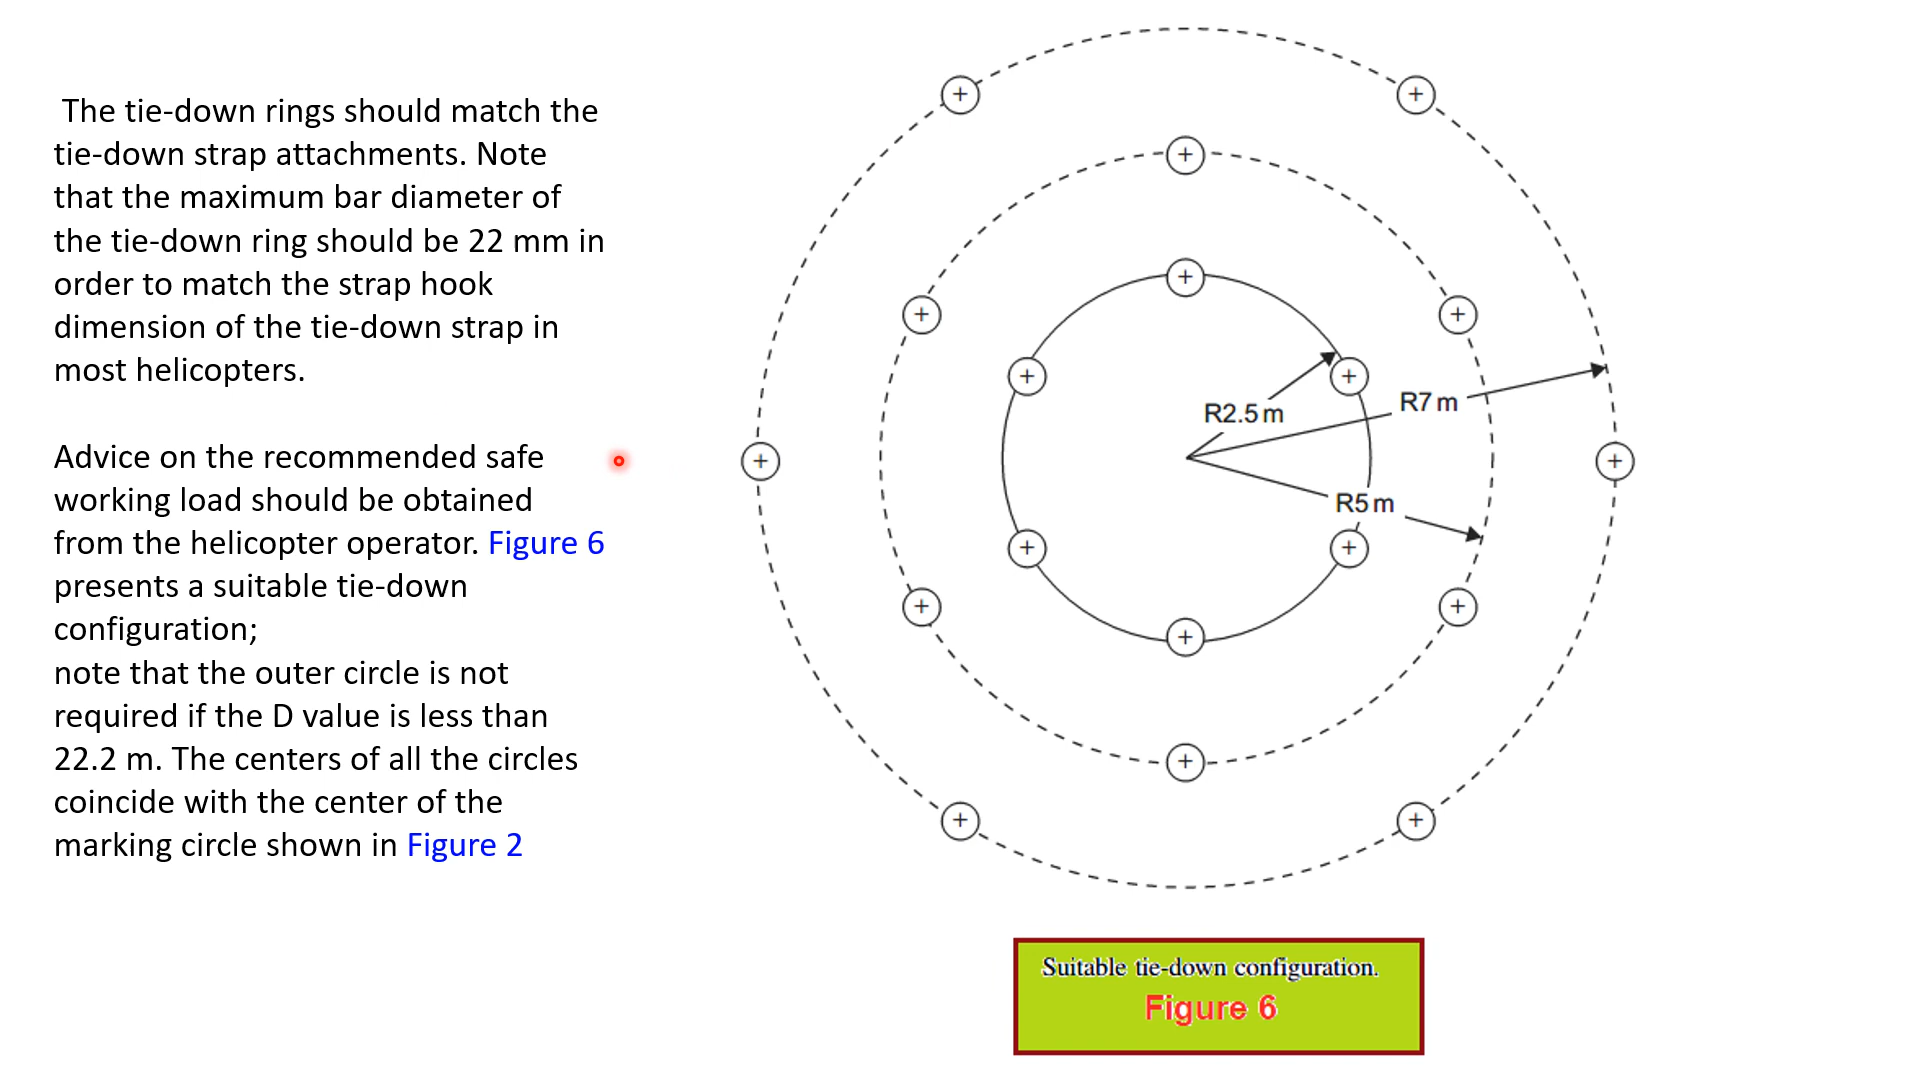 The tie-down rings should match the
tie-down strap attachments. Note
that the maximum bar diameter of
the tie-down ring should be 22 mm in
order to match the strap hook
dimension of the tie-down strap in
most helicopters.
Advice on the recommended safe
working load should be obtained
from the helicopter operator. Figure 6
presents a suitable tie-down
configuration;
note that the outer circle is not
required if the D value is less than
22.2 m. The centers of all the circles
coincide with the center of the
marking circle shown in Figure 2
R2.5 m
R7 m
R5 m
Suitable tie-down configuration.
Figure 6